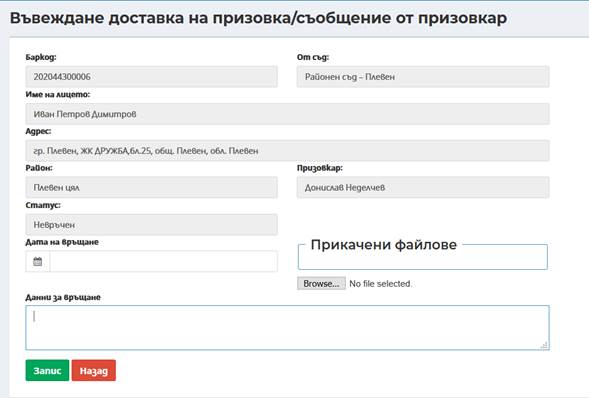 Въвеждане доставка на призовка/съобщение от призовкар
Баркод:
От съд:
202044300006
Районен съд – Плевен
Име на лицето:
Иван Петров Димитров
Адрес:
гр. Плевен, ЖК ДРУЖБА,бл.25, общ. Плевен, обл. Плевен
Район:
Призовкар:
Плевен цял
Донислав Неделчев
Статус:
Невръчен
Дата на връщане
Прикачени файлове
Browse... No file selected.
Данни за връщане
Запис Назад